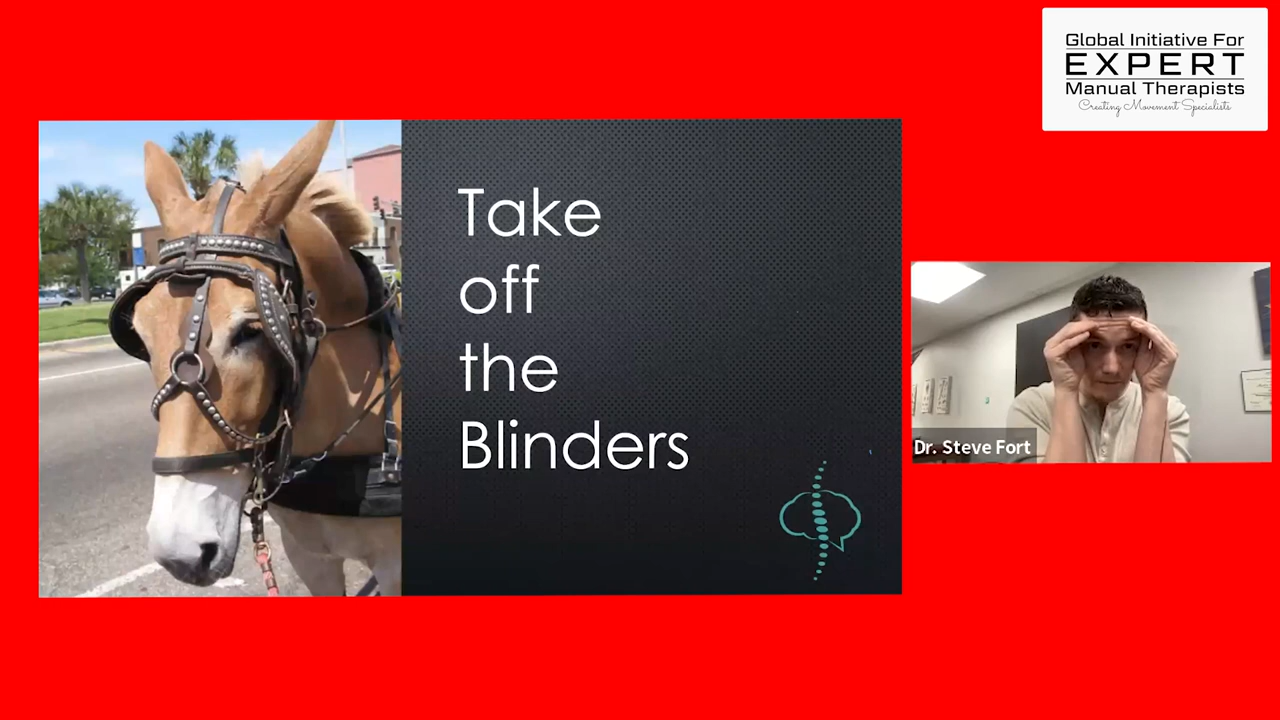 Global Initiative For
EXPERT
Manual Therapists
Creating Movement Specialists
Take
off
the
Blinders
Dr. Steve Fort